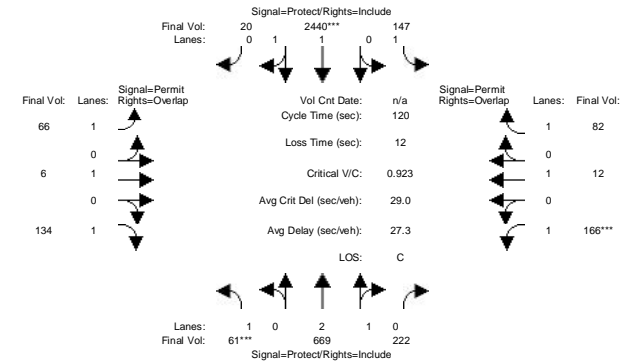 Signal=Protect/Rights=Include
Final Vol: 20 2440*** 147
Lanes: 0 1 1 0 1
Signal=Permit Signal=Permit
Final Vol: Lanes: Rights=Overlap Vol Cnt Date: n/a Rights=Overlap Lanes: Final Vol:
Cycle Time (sec): 120
66 1 1 82
Loss Time (sec): 12
0 0
6 1 Critical V/C: 0.923 1 12
0 Avg Crit Del (sec/veh): 29.0 0
134 1 Avg Delay (sec/veh): 27.3 1 166***
LOS: C
Lanes: 1 0 2 1 0
Final Vol: 61*** 669 222
Signal=Protect/Rights=Include